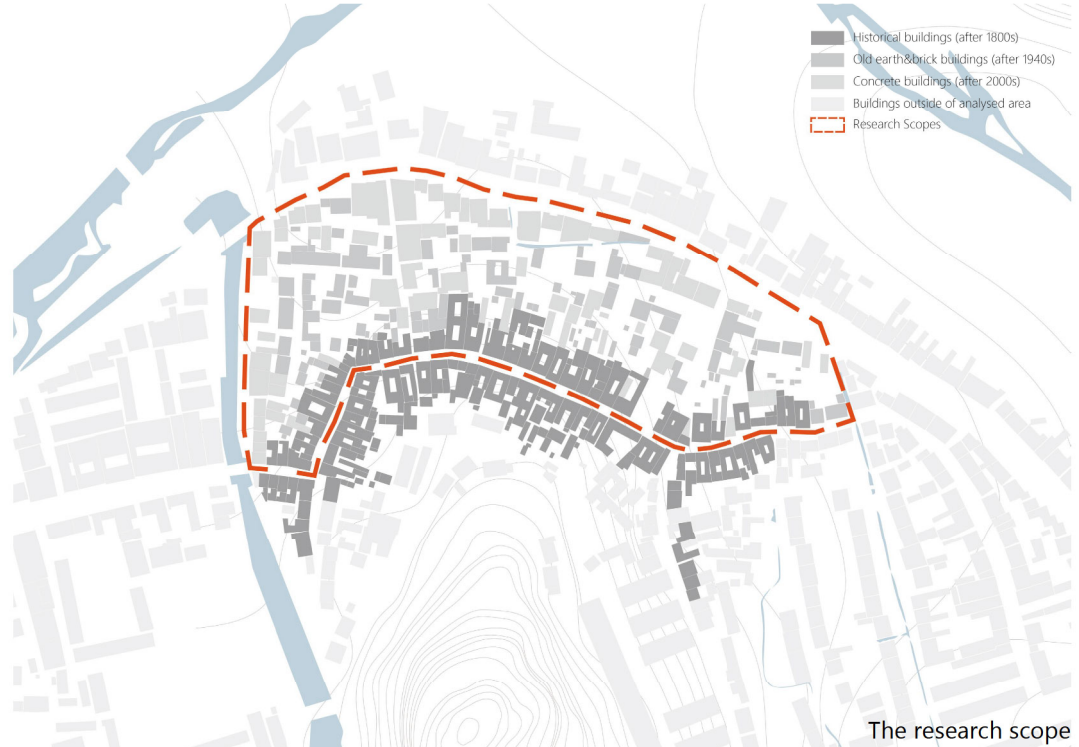 Historical buildings (after 1800s)
Old earth&brick buildings (after 1940s)
Concrete buildings (after 2000s)
Buildings outside of analysed area
Research Scopes
The research scope